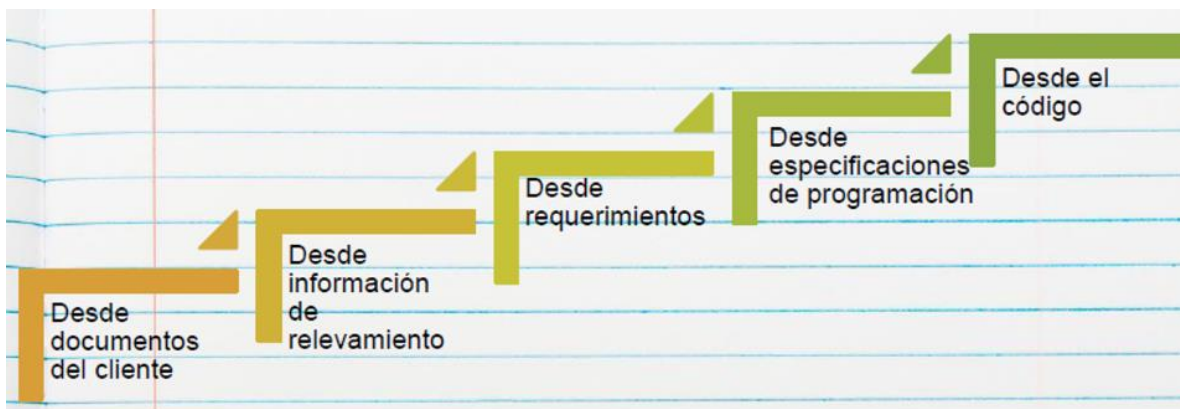 Desde
documentos
del cliente
Desde
información
de
relevamiento
Desde
requerimientos
Desde
especificaciones
de programación
Desde el
código